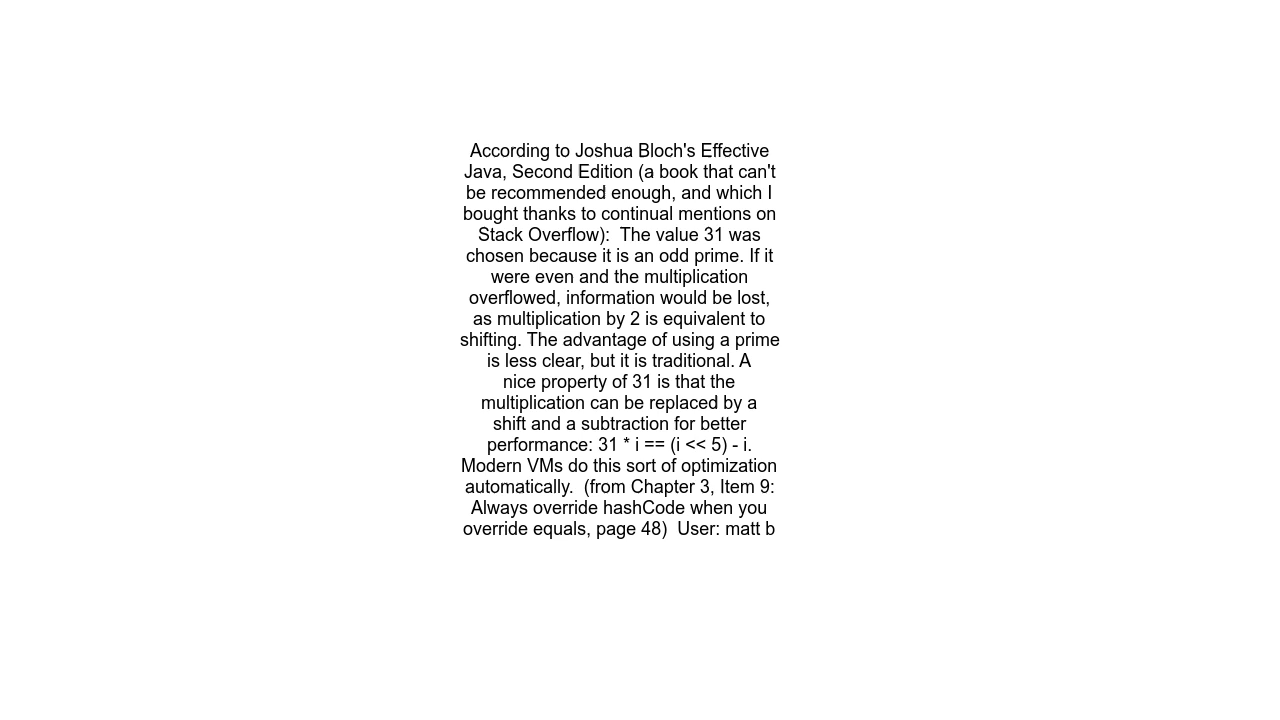 According to Joshua Bloch's Effective
Java, Second Edition (a book that can't
be recommended enough, and which I
bought thanks to continual mentions on
Stack Overflow):  The value 31 was
chosen because it is an odd prime. If it
were even and the multiplication
overflowed, information would be lost,
as multiplication by 2 is equivalent to
shifting. The advantage of using a prime
is less clear, but it is traditional. A
nice property of 31 is that the
multiplication can be replaced by a
shift and a subtraction for better
performance: 31 * i == (i << 5) - i.
Modern VMs do this sort of optimization
automatically.  (from Chapter 3, Item 9:
Always override hashCode when you
override equals, page 48)  User: matt b